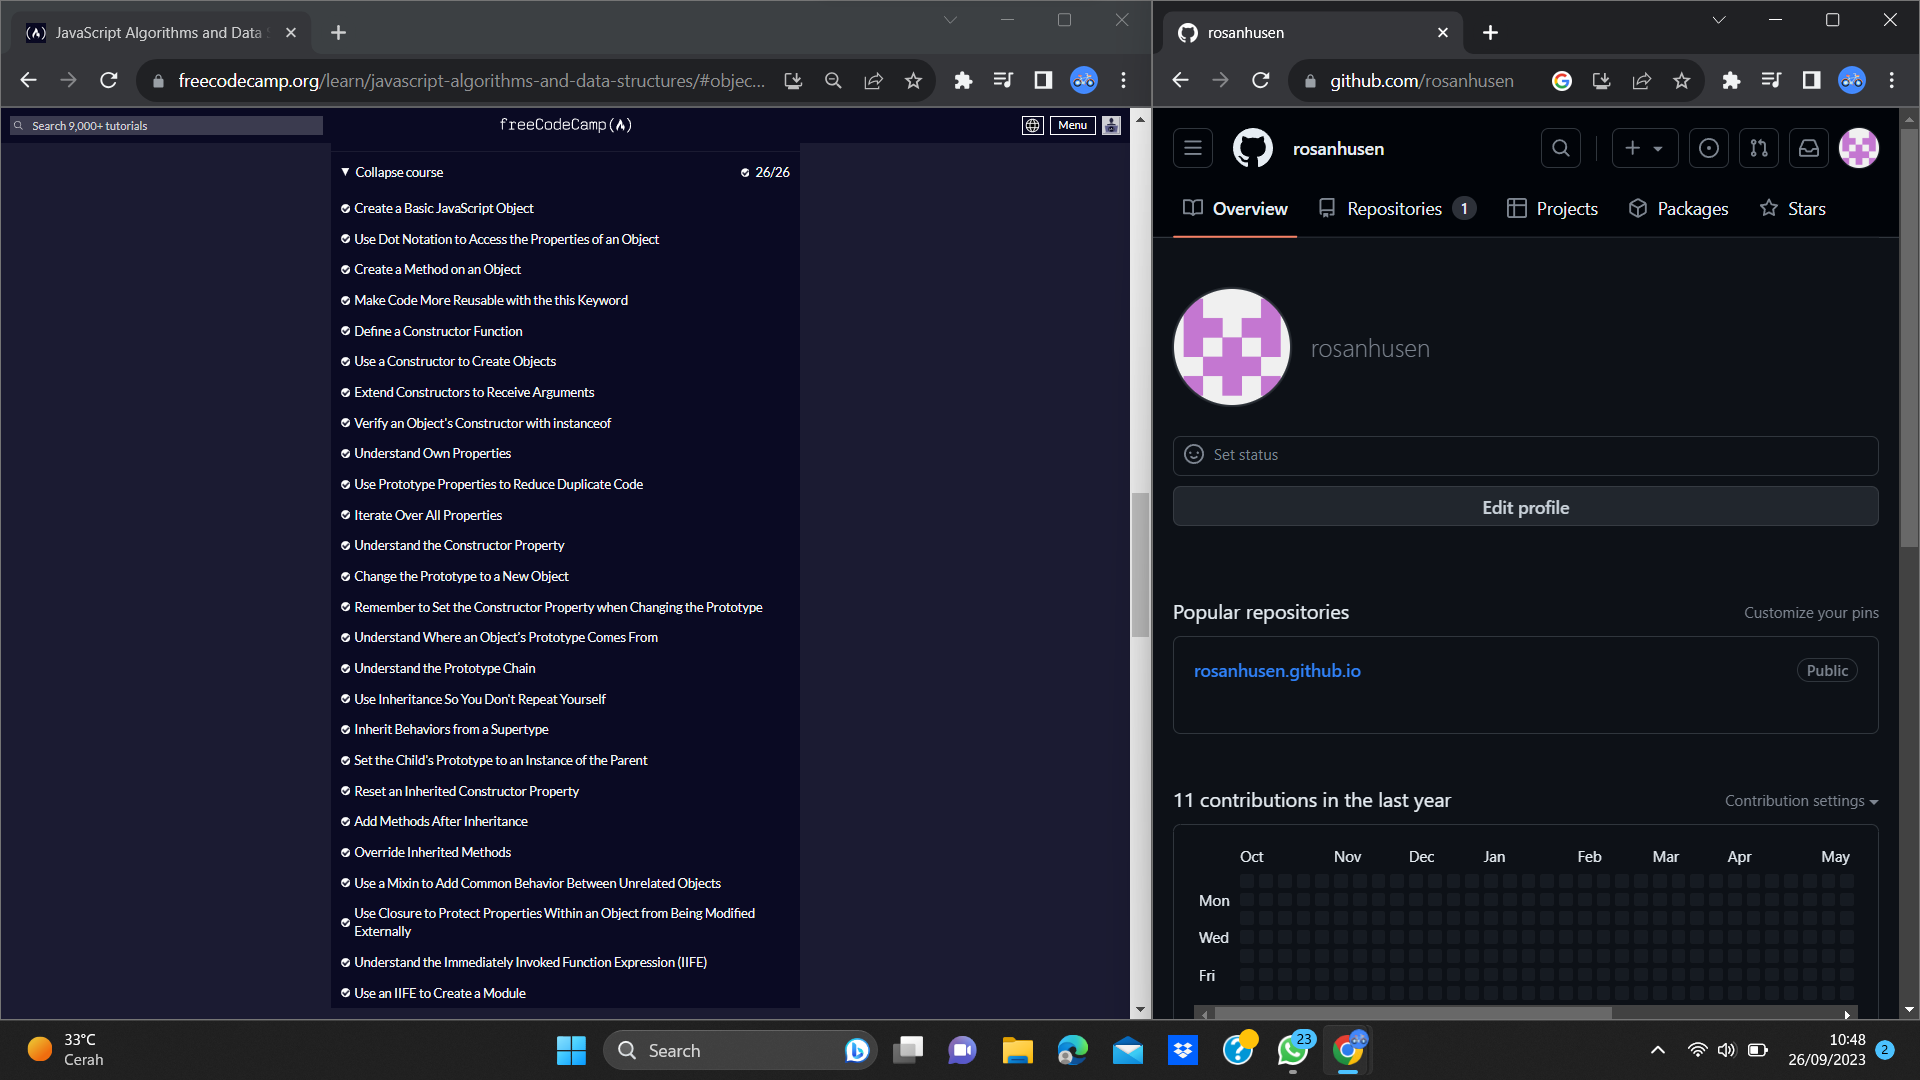 JavaScript Algorithms and Data
freecodecamp.org/learn/javascript-algorithms-and-data-structures/#objec...
Search 9,000+ tutorials
freeCodeCamp
Menu
Collapse course
26/26
Create a Basic JavaScript Object
Use Dot Notation to Access the Properties of an Object
Create a Method on an Object
Make Code More Reusable with the this Keyword
Define a Constructor Function
Use a Constructor to Create Objects
Extend Constructors to Receive Arguments
Verify an Object's Constructor with instanceof
Understand Own Properties
Use Prototype Properties to Reduce Duplicate Code
Iterate Over All Properties
Understand the Constructor Property
Change the Prototype to a New Object
Remember to Set the Constructor Property when Changing the Prototype
Understand Where an Object's Prototype Comes From
Understand the Prototype Chain
Use Inheritance So You Don't Repeat Yourself
Inherit Behaviors from a Supertype
Set the Child's Prototype to an Instance of the Parent
Reset an Inherited Constructor Property
Add Methods After Inheritance
Override Inherited Methods
Use a Mixin to Add Common Behavior Between Unrelated Objects
Use Closure to Protect Properties Within an Object from Being Modified
Externally
Understand the Immediately Invoked Function Expression (IIFE)
Use an IIFE to Create a Module
rosanhusen
github.com/rosanhusen
rosanhusen
Overview
Repositories 1
Projects
Packages
Stars
rosanhusen
Set status
Edit profile
Popular repositories
Customize your pins
rosanhusen.github.io
Public
11 contributions in the last year
Contribution settings
Oct Nov Dec Jan Feb Mar Apr May
Mon
Wed
Fri
33°C
Cerah
Search
23
10:48
26/09/2023
2